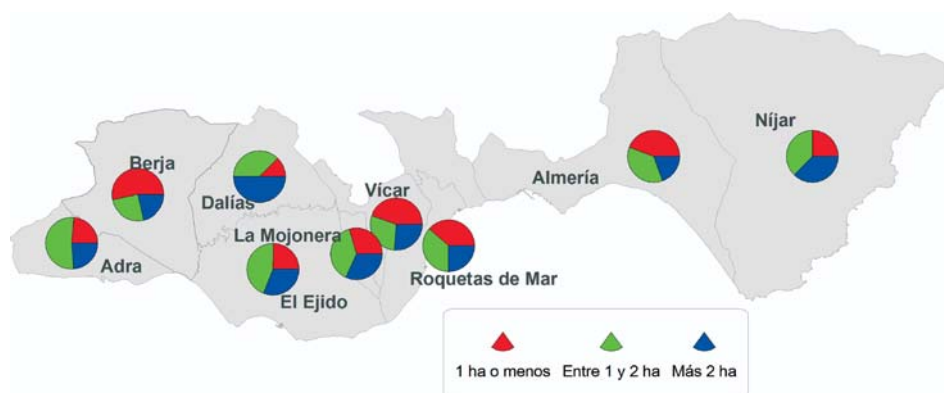 Níjar
Berja
Almería
Vícar
Dalías
La Mojonera
Adra
Roquetas de Mar
El Ejido
1 ha o menos
Entre 1 y 2 ha
Más 2 ha